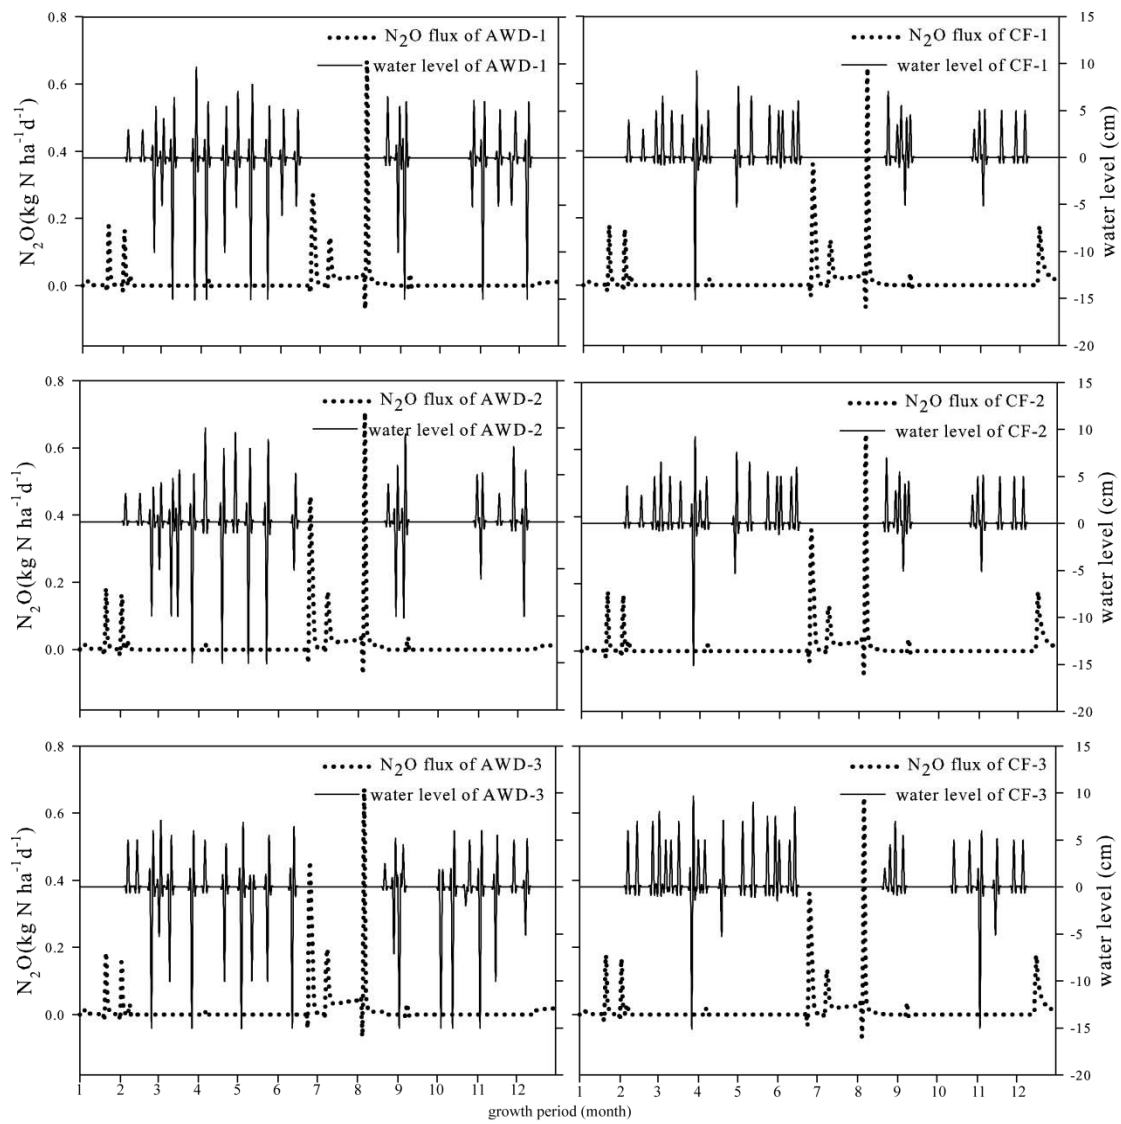 0.8
0.6
0.4
0.2
0.0
N₂O(kg N ha⁻¹d⁻¹)
N₂O flux of AWD-1
water level of AWD-1
N₂O flux of CF-1
water level of CF-1
15
10
5
0
-5
-10
-15
-20
water level (cm)
0.8
0.6
0.4
0.2
0.0
N₂O(kg N ha⁻¹d⁻¹)
N₂O flux of AWD-2
water level of AWD-2
N₂O flux of CF-2
water level of CF-2
15
10
5
0
-5
-10
-15
-20
water level (cm)
0.8
0.6
0.4
0.2
0.0
N₂O(kg N ha⁻¹d⁻¹)
N₂O flux of AWD-3
water level of AWD-3
N₂O flux of CF-3
water level of CF-3
15
10
5
0
-5
-10
-15
-20
water level (cm)
1 2 3 4 5 6 7 8 9 10 11 12
1 2 3 4 5 6 7 8 9 10 11 12
growth period (month)